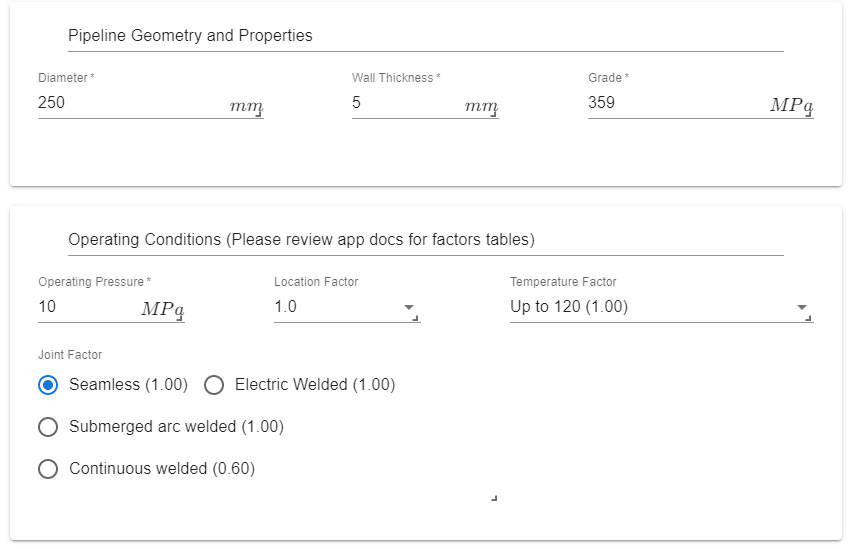 Pipeline Geometry and Properties
Diameter * Wall Thickness * Grade *
250 mm 5 mm 359 MPa
Operating Conditions (Please review app docs for factors tables)
Operating Pressure * Location Factor Temperature Factor
10 MPa 1.0 Up to 120 (1.00)
Joint Factor
Seamless (1.00) Electric Welded (1.00)
Submerged arc welded (1.00)
Continuous welded (0.60)